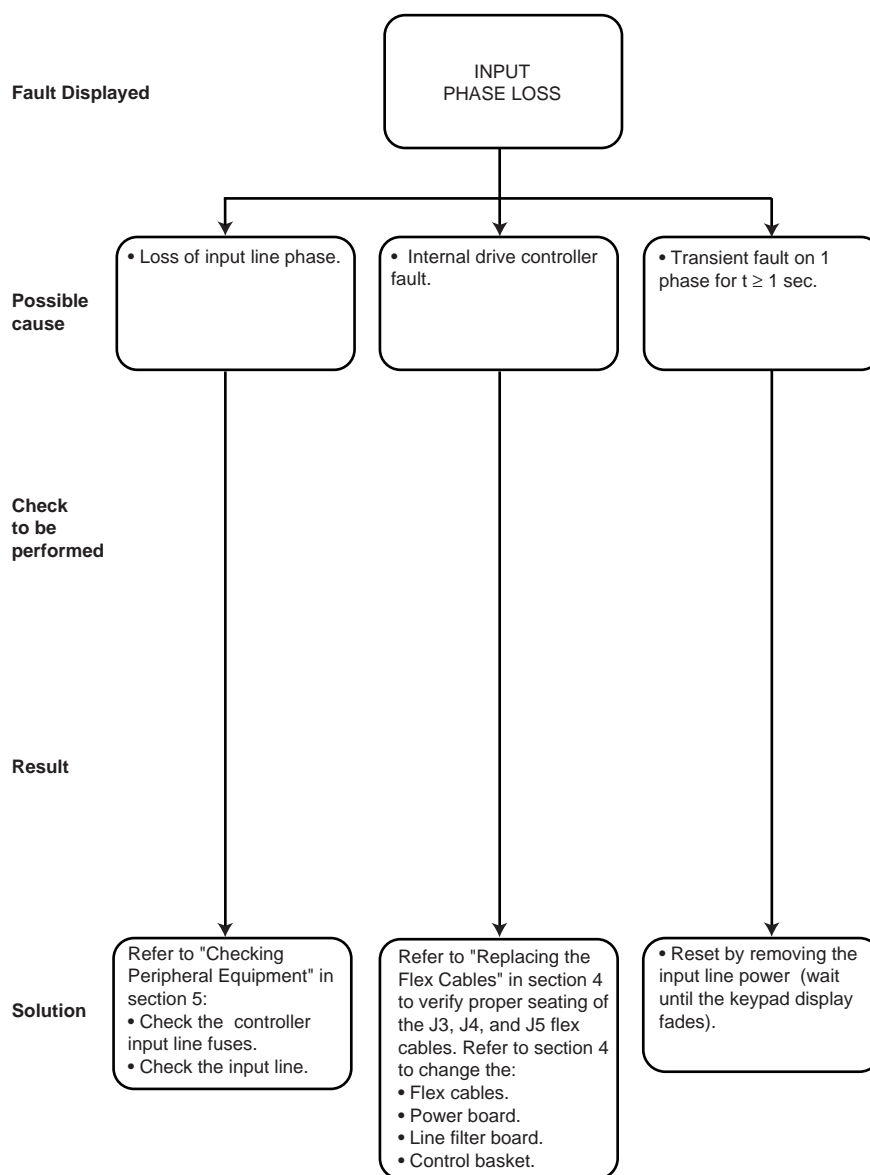 Fault Displayed
INPUT
PHASE LOSS
Possible
cause
• Loss of input line phase.
• Internal drive controller
fault.
• Transient fault on 1
phase for t ≥ 1 sec.
Check
to be
performed
Result
Solution
Refer to "Checking
Peripheral Equipment" in
section 5:
• Check the controller
input line fuses.
• Check the input line.
Refer to "Replacing the
Flex Cables" in section 4
to verify proper seating of
the J3, J4, and J5 flex
cables. Refer to section 4
to change the:
• Flex cables.
• Power board.
• Line filter board.
• Control basket.
• Reset by removing the
input line power (wait
until the keypad display
fades).